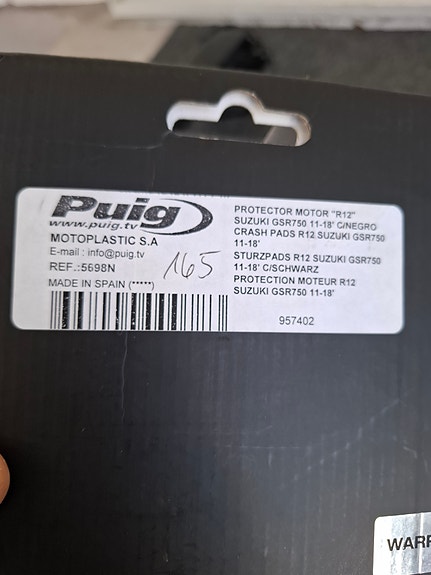 Puig
www.puig.tv
MOTOPLASTIC S.A
E-mail : info@puig.tv
REF.:5698N
MADE IN SPAIN (*****)
165
PROTECTOR MOTOR "R12"
SUZUKI GSR750 11-18' C/NEGRO
CRASH PADS R12 SUZUKI GSR750
11-18'
STURZPADS R12 SUZUKI GSR750
11-18' C/SCHWARZ
PROTECTION MOTEUR R12
SUZUKI GSR750 11-18'
957402